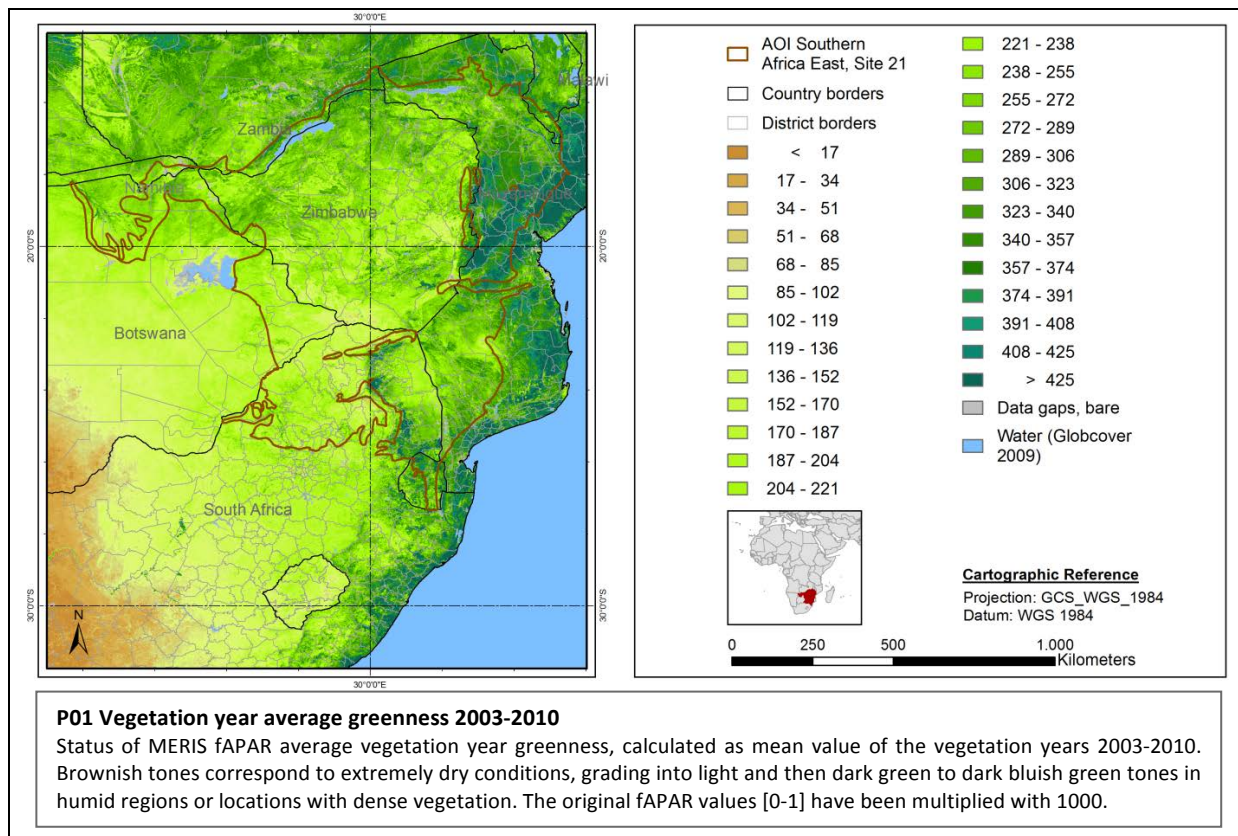 30°0'0"E
Malawi
Zambia
Namibia
Zimbabwe
20°0'0"S
20°0'0"S
Botswana
South Africa
30°0'0"S
30°0'0"S
N
30°0'0"E
AOI Southern
Africa East, Site 21
Country borders
District borders
< 17
17 - 34
34 - 51
51 - 68
68 - 85
85 - 102
102 - 119
119 - 136
136 - 152
152 - 170
170 - 187
187 - 204
204 - 221
221 - 238
238 - 255
255 - 272
272 - 289
289 - 306
306 - 323
323 - 340
340 - 357
357 - 374
374 - 391
391 - 408
408 - 425
> 425
Data gaps, bare
Water (Globcover
2009)
Cartographic Reference
Projection: GCS_WGS_1984
Datum: WGS 1984
0 250 500 1.000
Kilometers
P01 Vegetation year average greenness 2003-2010
Status of MERIS fAPAR average vegetation year greenness, calculated as mean value of the vegetation years 2003-2010.
Brownish tones correspond to extremely dry conditions, grading into light and then dark green to dark bluish green tones in
humid regions or locations with dense vegetation. The original fAPAR values [0-1] have been multiplied with 1000.